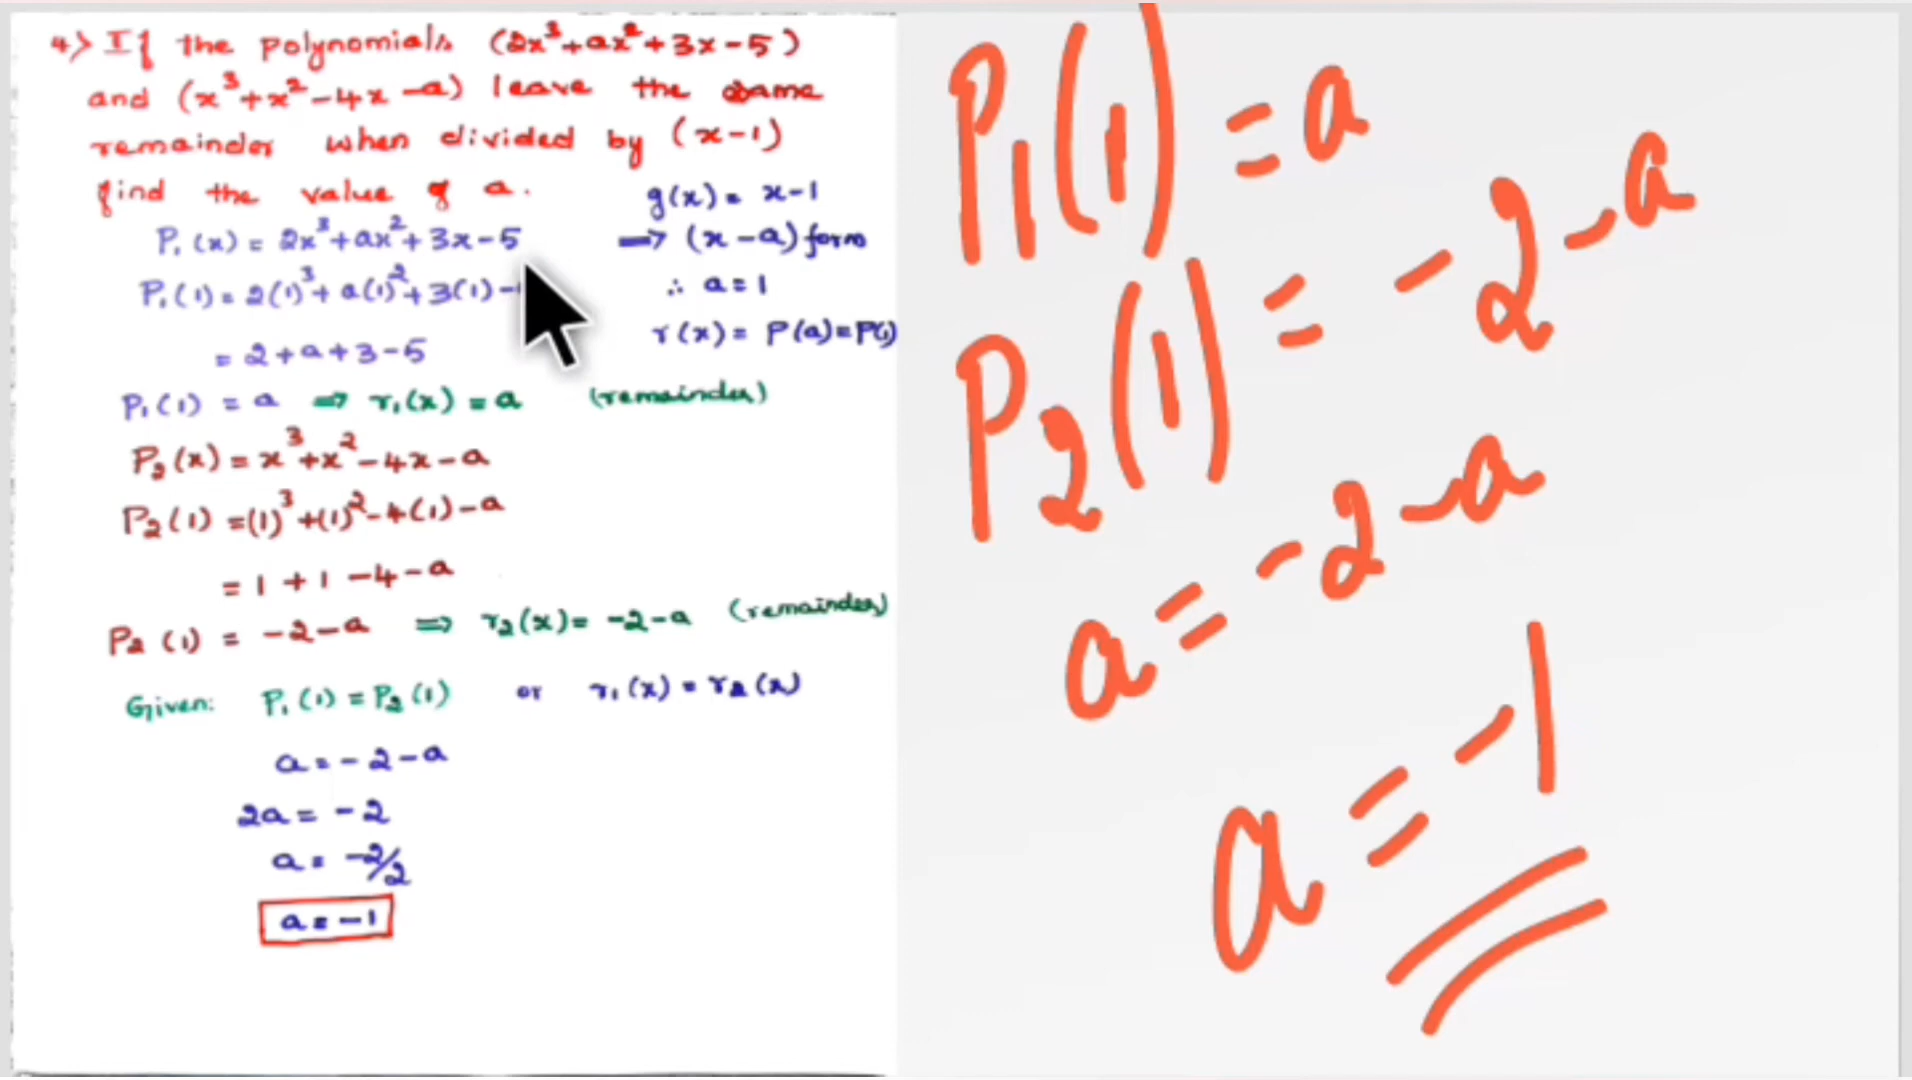 4) If the polynomials (2x³+ax²+3x-5)
and (x³+x²-4x-a) leave the same
remainder when divided by (x-1)
find the value of a.
g(x) = x-1
P₁(x) = 2x³+ax²+3x-5
⟹ (x-a) form
P₁(1) = 2(1)³+a(1)²+3(1)-
∴ a=1
r(x) = P(a)=P(1)
= 2+a+3-5
P₁(1) = a ⟹ r₁(x) = a (remainder)
P₂(x) = x³+x²-4x-a
P₂(1) =(1)³+(1)²-4(1)-a
= 1+1-4-a
P₂(1) = -2-a ⟹ r₂(x)= -2-a (remainder)
Given: P₁(1) = P₂(1) or r₁(x) = r₂(x)
a = -2-a
2a = -2
a = -2/2
a = -1
P₁(1) = a
P₂(1) = -2-a
a = -2-a
a = -1